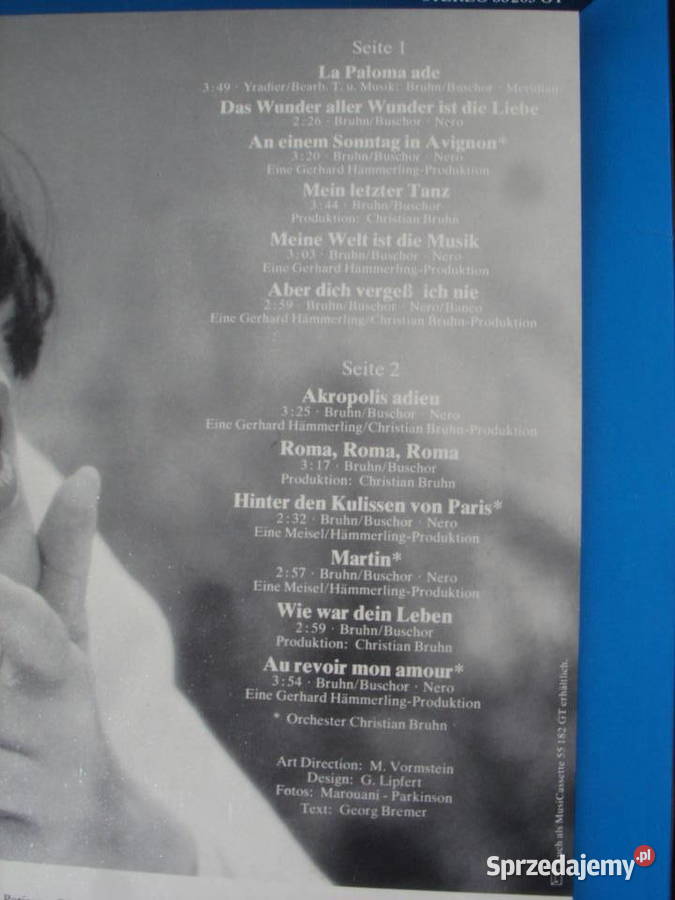 Seite 1
La Paloma ade
3:49 · Yradier/Bearb. T. u. Musik: Bruhn/Buschor · Meridian
Das Wunder aller Wunder ist die Liebe
2:26 · Bruhn/Buschor · Nero
An einem Sonntag in Avignon*
3:20 · Bruhn/Buschor · Nero
Eine Gerhard Hämmerling-Produktion
Mein letzter Tanz
3:44 · Bruhn/Buschor
Produktion: Christian Bruhn
Meine Welt ist die Musik
3:03 · Bruhn/Buschor · Nero
Eine Gerhard Hämmerling-Produktion
Aber dich vergeß ich nie
2:59 · Bruhn/Buschor · Nero/Banco
Eine Gerhard Hämmerling/Christian Bruhn-Produktion
Seite 2
Akropolis adieu
3:25 · Bruhn/Buschor · Nero
Eine Gerhard Hämmerling/Christian Bruhn-Produktion
Roma, Roma, Roma
3:17 · Bruhn/Buschor
Produktion: Christian Bruhn
Hinter den Kulissen von Paris*
2:32 · Bruhn/Buschor · Nero
Eine Meisel/Hämmerling-Produktion
Martin*
2:57 · Bruhn/Buschor · Nero
Eine Meisel/Hämmerling-Produktion
Wie war dein Leben
2:59 · Bruhn/Buschor
Produktion: Christian Bruhn
Au revoir mon amour*
3:54 · Bruhn/Buschor · Nero
Eine Gerhard Hämmerling-Produktion
* Orchester Christian Bruhn
Art Direction: M. Vormstein
Design: G. Lipfert
Fotos: Marouani - Parkinson
Text: Georg Bremer
als MusiCassette 55 182 GT erhältlich.
Sprzedajemy.pl